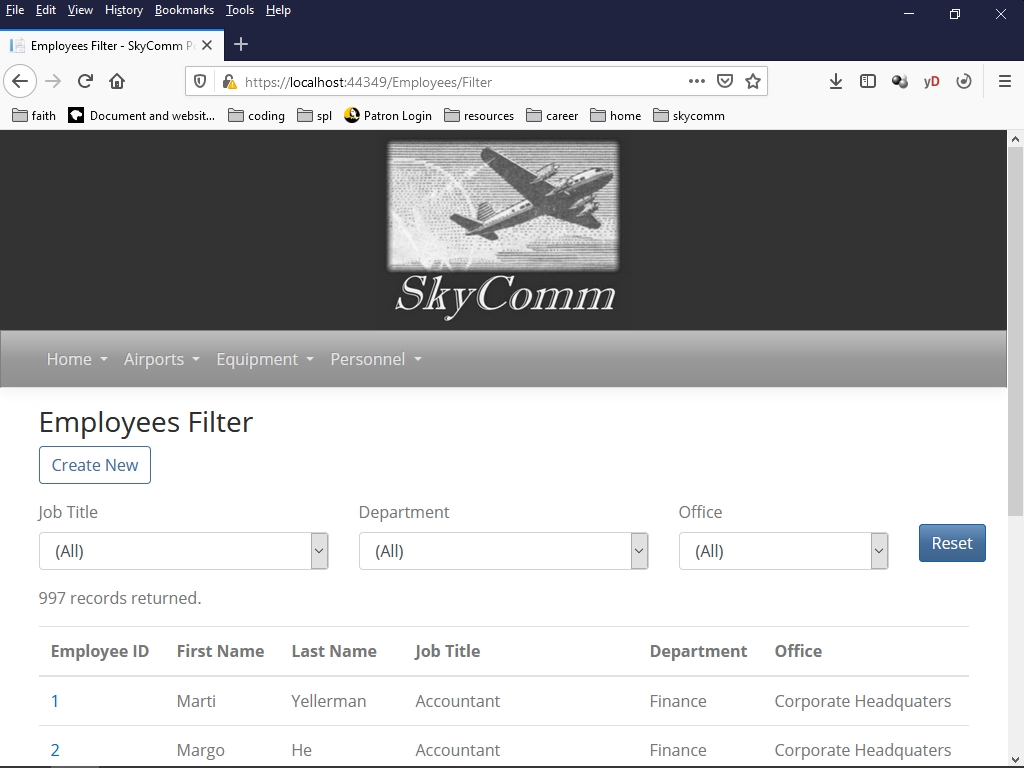 File Edit View History Bookmarks Tools Help
Employees Filter - SkyComm P
https://localhost:44349/Employees/Filter
yD
faith Document and websit... coding spl Patron Login resources career home skycomm
SkyComm
Home Airports Equipment Personnel
Employees Filter
Create New
Job Title Department Office
(All) (All) (All) Reset
997 records returned.
Employee ID First Name Last Name Job Title Department Office
1 Marti Yellerman Accountant Finance Corporate Headquaters
2 Margo He Accountant Finance Corporate Headquaters